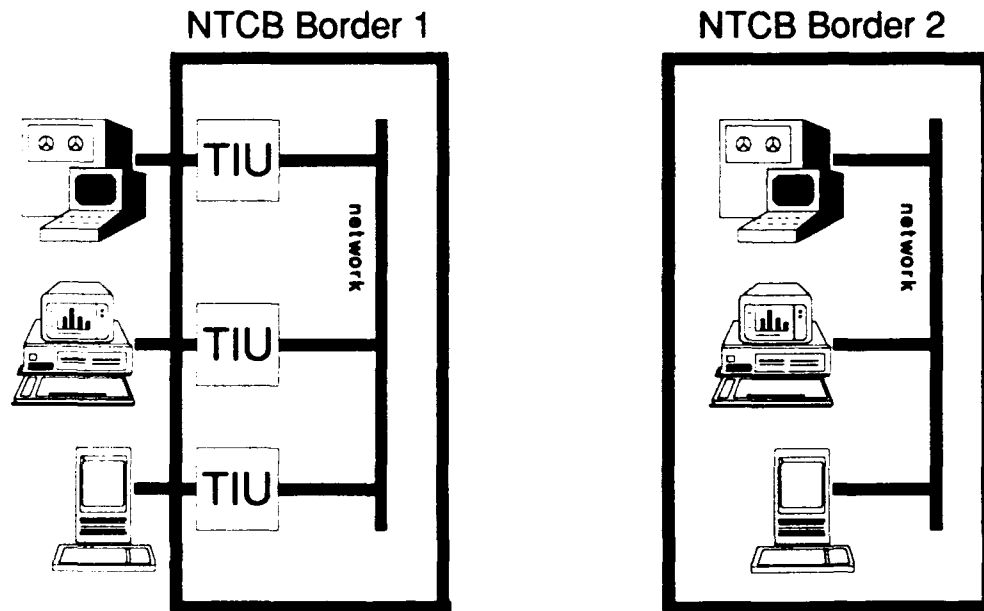 NTCB Border 1
TIU
network
TIU
TIU
NTCB Border 2
network